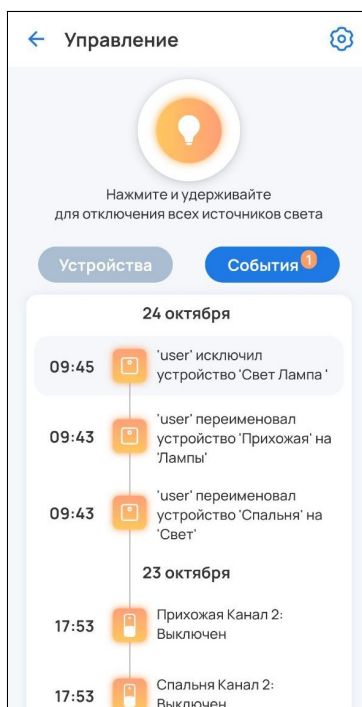 Управление
Нажмите и удерживайте
для отключения всех источников света
Устройства
События 1
24 октября
09:45
'user' исключил
устройство 'Свет Лампа '
09:43
'user' переименовал
устройство 'Прихожая' на
'Лампы'
09:43
'user' переименовал
устройство 'Спальня' на
'Свет'
23 октября
17:53
Прихожая Канал 2:
Выключен
17:53
Спальня Канал 2:
Выключен